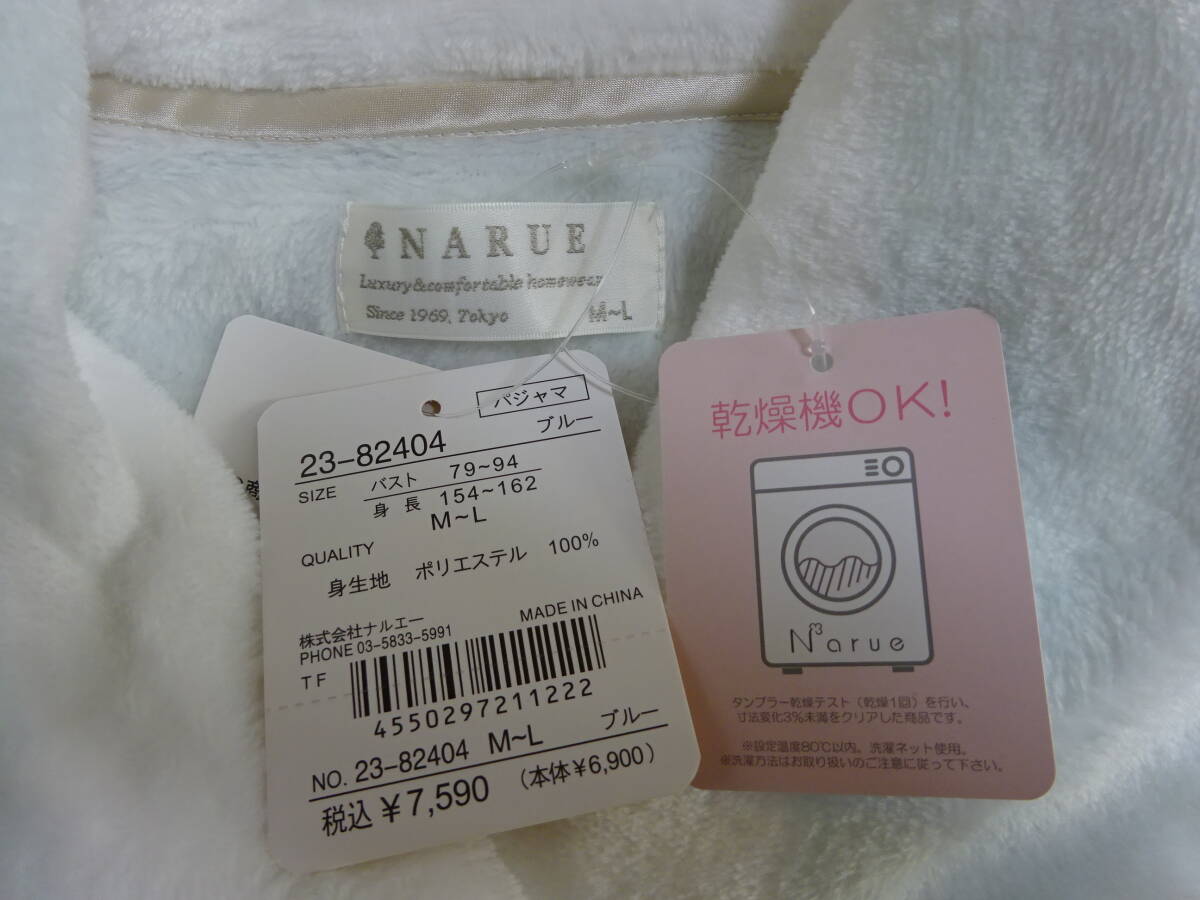 NARUE
Luxury&comfortable homewear
Since 1969, Tokyo M~L
パジャマ
23-82404 ブルー
SIZE バスト 79~94
身長 154~162
M~L
QUALITY
身生地 ポリエステル 100%
MADE IN CHINA
株式会社ナルエー
PHONE 03-5833-5991
TF
4550297211222
NO. 23-82404 M~L ブルー
税込 ¥7,590 (本体¥6,900)
乾燥機OK!
Narue
タンブラー乾燥テスト(乾燥1回)を行い、
寸法変化3%未満をクリアした商品です。
※設定温度80℃以内、洗濯ネット使用。
※洗濯方法はお取り扱いのご注意に従って下さい。